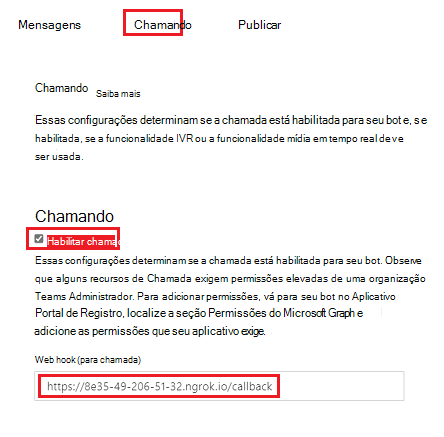 Mensagens Chamando Publicar
Chamando Saiba mais
Essas configurações determinam se a chamada está habilitada para seu bot e, se
habilitada, se a funcionalidade IVR ou a funcionalidade mídia em tempo real deve
ser usada.
Chamando
Habilitar chama
Essas configurações determinam se a chamada está habilitada para seu bot. Observe
que alguns recursos de Chamada exigem permissões elevadas de uma organização
Teams Administrador. Para adicionar permissões, vá para seu bot no Aplicativo
Portal de Registro, localize a seção Permissões do Microsoft Graph e
adicione as permissões que seu aplicativo exige.
Web hook (para chamada)
https://8e35-49-206-51-32.ngrok.io/callback